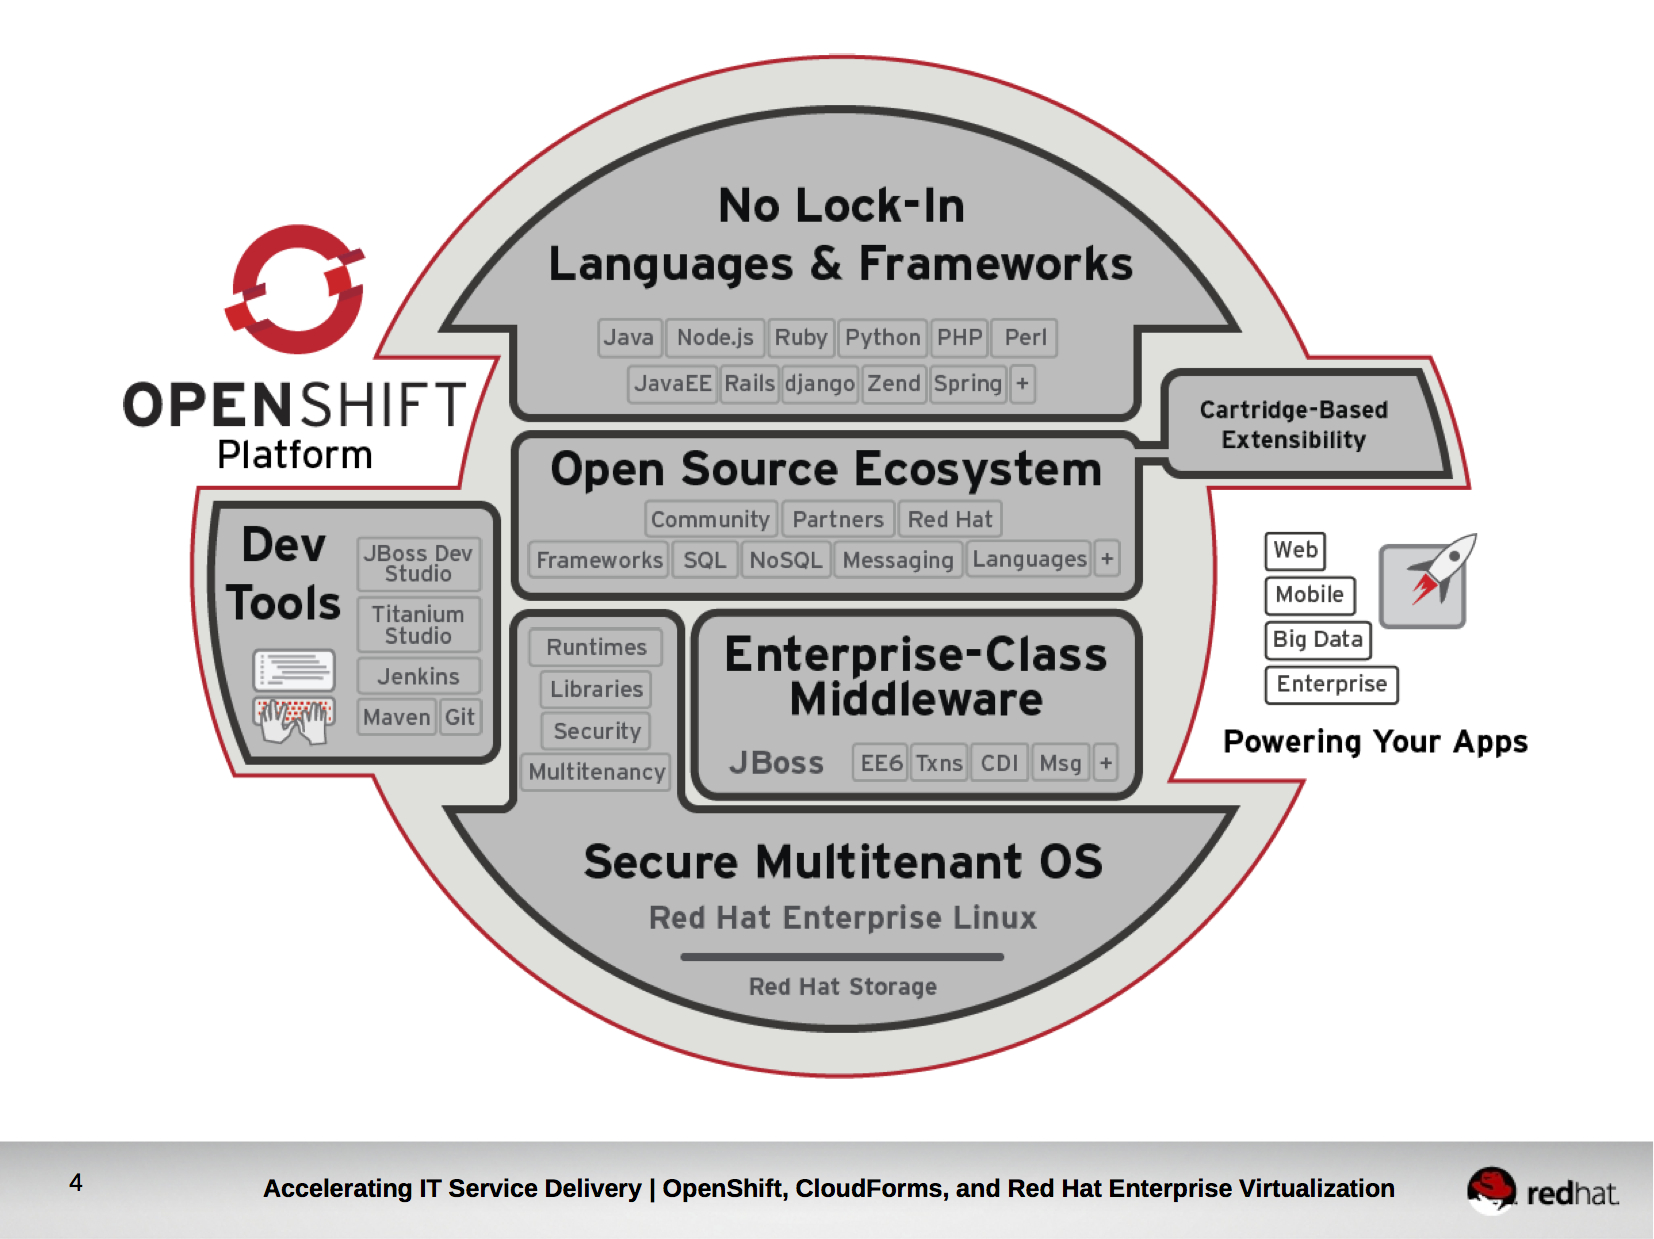 No Lock-In
Languages & Frameworks
Java Node.js Ruby Python PHP Perl
JavaEE Rails django Zend Spring +
OPENSHIFT
Platform
Cartridge-Based
Extensibility
Open Source Ecosystem
Community Partners Red Hat
Frameworks SQL NoSQL Messaging Languages +
Dev
Tools
JBoss Dev
Studio
Titanium
Studio
Jenkins
Maven Git
Runtimes
Libraries
Security
Multitenancy
Enterprise-Class
Middleware
JBoss EE6 Txns CDI Msg +
Web
Mobile
Big Data
Enterprise
Powering Your Apps
Secure Multitenant OS
Red Hat Enterprise Linux
Red Hat Storage
4
Accelerating IT Service Delivery | OpenShift, CloudForms, and Red Hat Enterprise Virtualization
redhat.